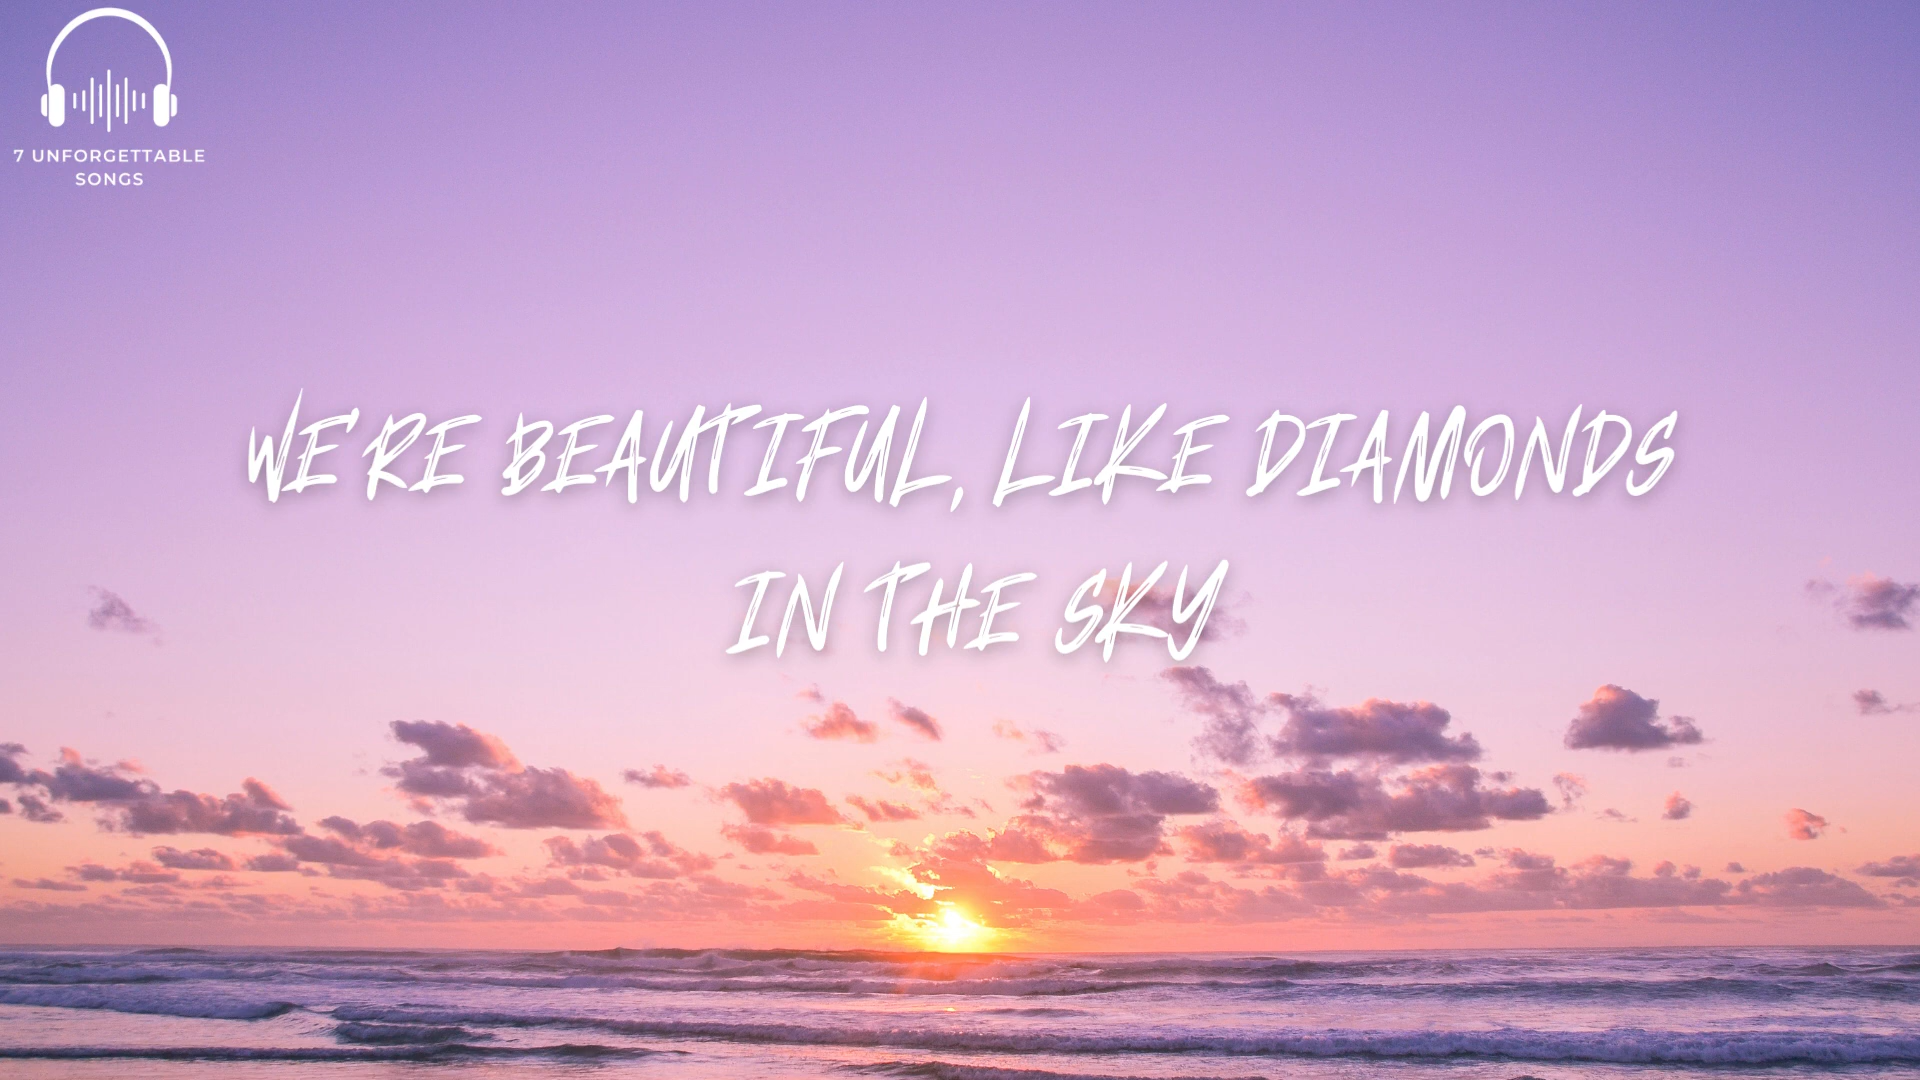 7 UNFORGETTABLE
SONGS
WE'RE BEAUTIFUL, LIKE DIAMONDS
IN THE SKY